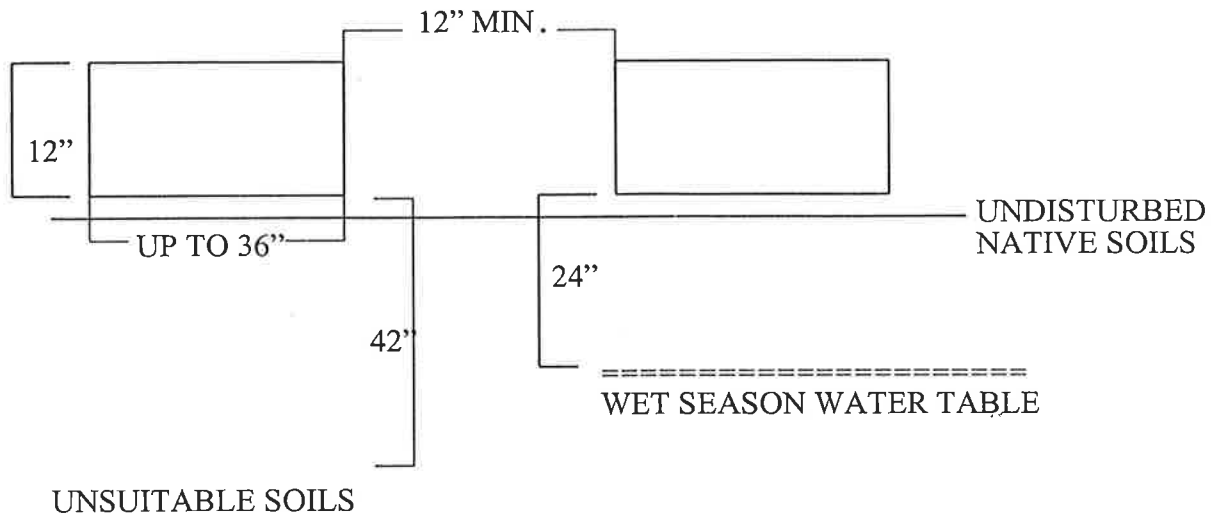 12” MIN.
12”
UP TO 36”
UNDISTURBED
NATIVE SOILS
24”
42”
======================
WET SEASON WATER TABLE
UNSUITABLE SOILS